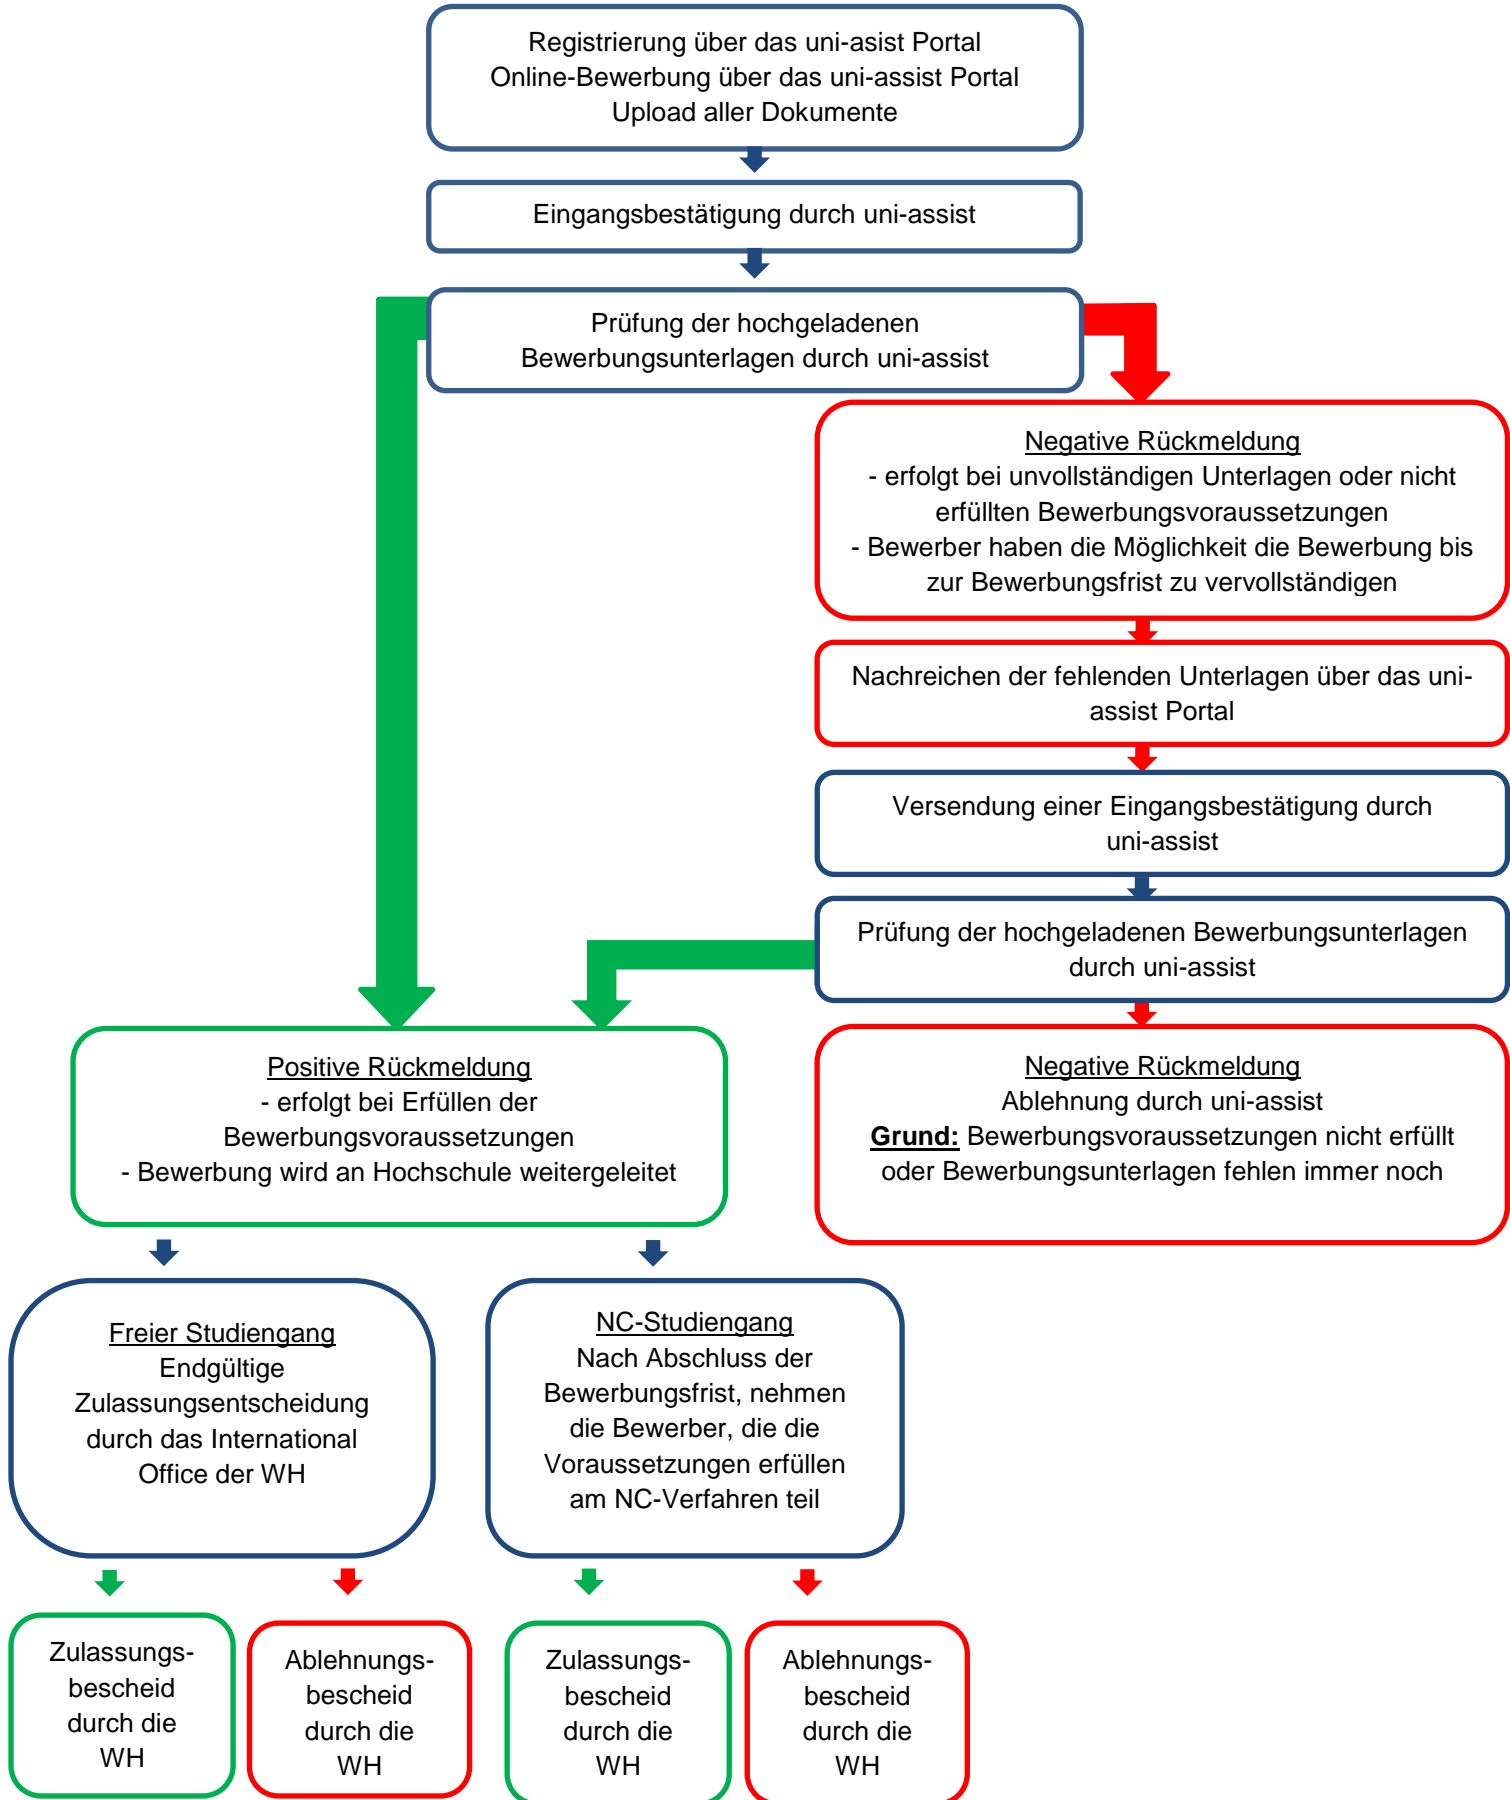 Registrierung über das uni-asist Portal
Online-Bewerbung über das uni-assist Portal
Upload aller Dokumente
Eingangsbestätigung durch uni-assist
Prüfung der hochgeladenen
Bewerbungsunterlagen durch uni-assist
Negative Rückmeldung
- erfolgt bei unvollständigen Unterlagen oder nicht
erfüllten Bewerbungsvoraussetzungen
- Bewerber haben die Möglichkeit die Bewerbung bis
zur Bewerbungsfrist zu vervollständigen
Nachreichen der fehlenden Unterlagen über das uni-
assist Portal
Versendung einer Eingangsbestätigung durch
uni-assist
Prüfung der hochgeladenen Bewerbungsunterlagen
durch uni-assist
Negative Rückmeldung
Ablehnung durch uni-assist
Grund: Bewerbungsvoraussetzungen nicht erfüllt
oder Bewerbungsunterlagen fehlen immer noch
Positive Rückmeldung
- erfolgt bei Erfüllen der
Bewerbungsvoraussetzungen
- Bewerbung wird an Hochschule weitergeleitet
Freier Studiengang
Endgültige
Zulassungsentscheidung
durch das International
Office der WH
NC-Studiengang
Nach Abschluss der
Bewerbungsfrist, nehmen
die Bewerber, die die
Voraussetzungen erfüllen
am NC-Verfahren teil
Zulassungs-
bescheid
durch die
WH
Ablehnungs-
bescheid
durch die
WH
Zulassungs-
bescheid
durch die
WH
Ablehnungs-
bescheid
durch die
WH